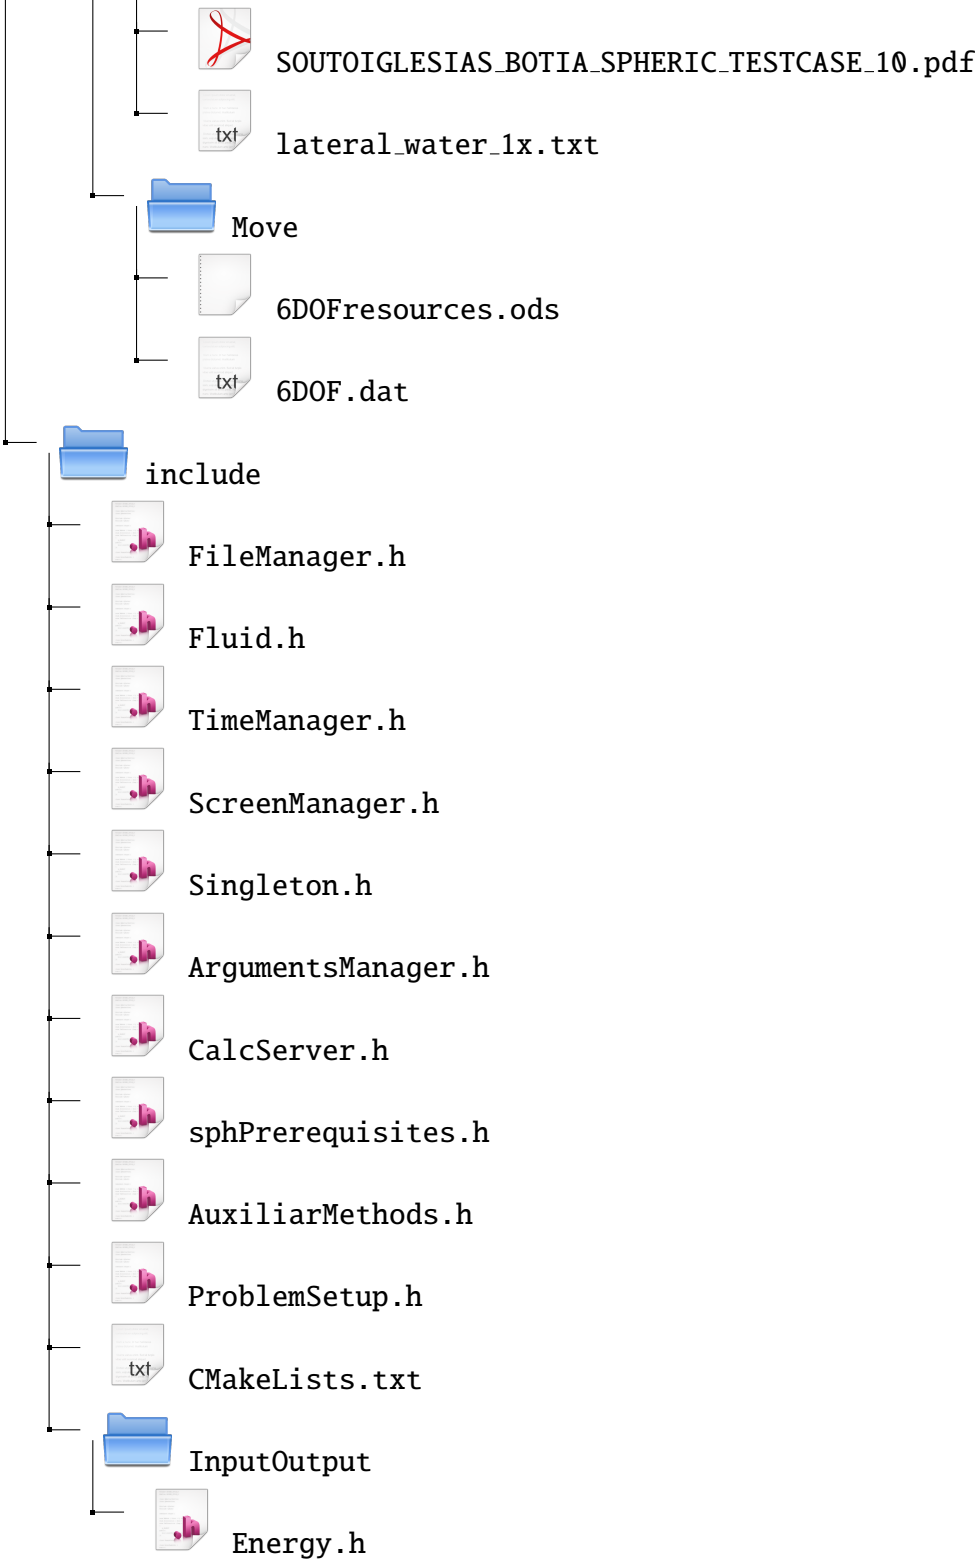 SOUTOIGLESIAS_BOTIA_SPHERIC_TESTCASE_10.pdf
txt
lateral_water_1x.txt
Move
6DOFresources.ods
txt
6DOF.dat
include
.h
FileManager.h
.h
Fluid.h
.h
TimeManager.h
.h
ScreenManager.h
.h
Singleton.h
.h
ArgumentsManager.h
.h
CalcServer.h
.h
sphPrerequisites.h
.h
AuxiliarMethods.h
.h
ProblemSetup.h
txt
CMakeLists.txt
InputOutput
.h
Energy.h